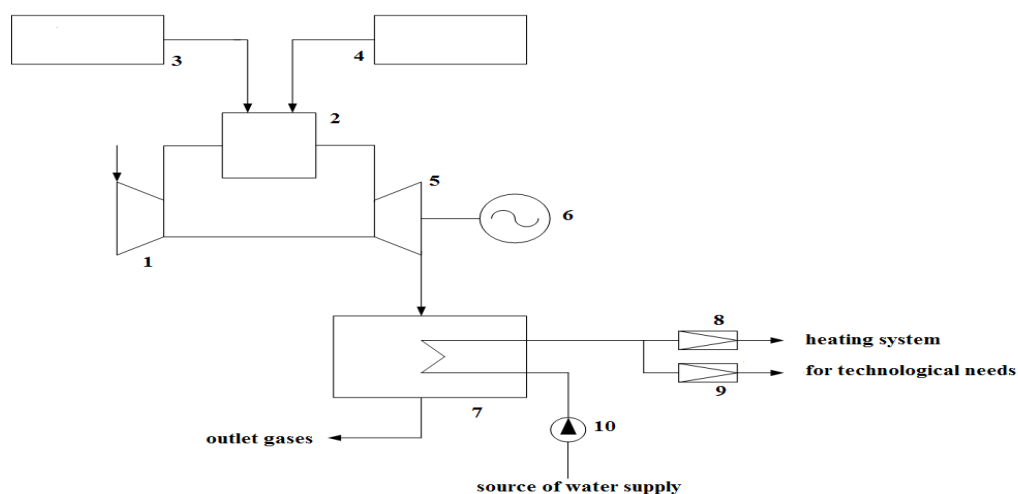 3
4
2
5
6
1
8
heating system
for technological needs
9
7
10
outlet gases
source of water supply